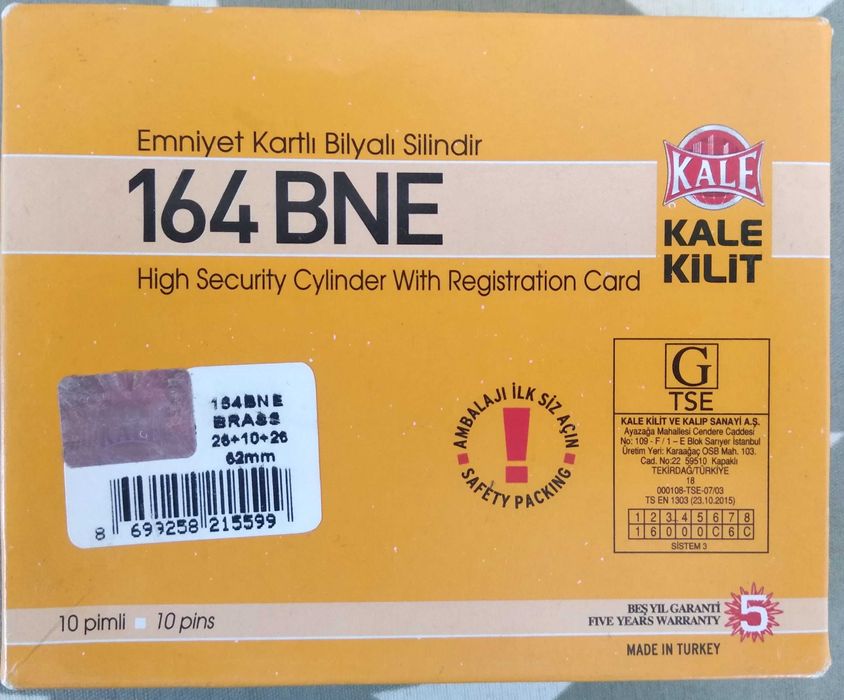 Emniyet Kartlı Bilyalı Silindir
164 BNE
High Security Cylinder With Registration Card
KALE
KALE
KİLİT
164BNE
BRASS
26+10+26
62mm
8 699258 215599
AMBALAJI İLK SİZ AÇIN
SAFETY PACKING
G
TSE
KALE KİLİT VE KALIP SANAYİ A.Ş.
Ayazağa Mahallesi Cendere Caddesi
No: 109 - F / 1 – E Blok Sarıyer İstanbul
Üretim Yeri: Karaağaç OSB Mah. 103.
Cad. No:22 59510 Kapaklı
TEKİRDAĞ/TÜRKİYE
18
000108-TSE-07/03
TS EN 1303 (23.10.2015)
1 2 3 4 5 6 7 8
1 6 0 0 0 C 6 C
SİSTEM 3
10 pimli 10 pins
BEŞ YIL GARANTİ
FIVE YEARS WARRANTY
5
MADE IN TURKEY